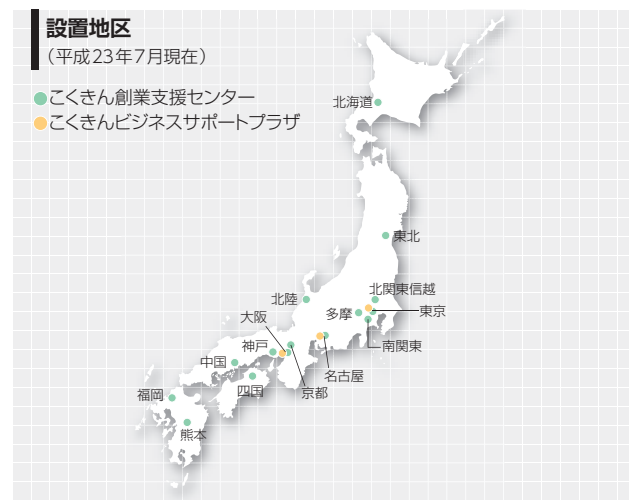 設置地区
（平成23年7月現在）
こくきん創業支援センター
こくきんビジネスサポートプラザ
北海道
東北
北関東信越
北陸
多摩
東京
大阪
南関東
神戸
中国
名古屋
四国
京都
福岡
熊本